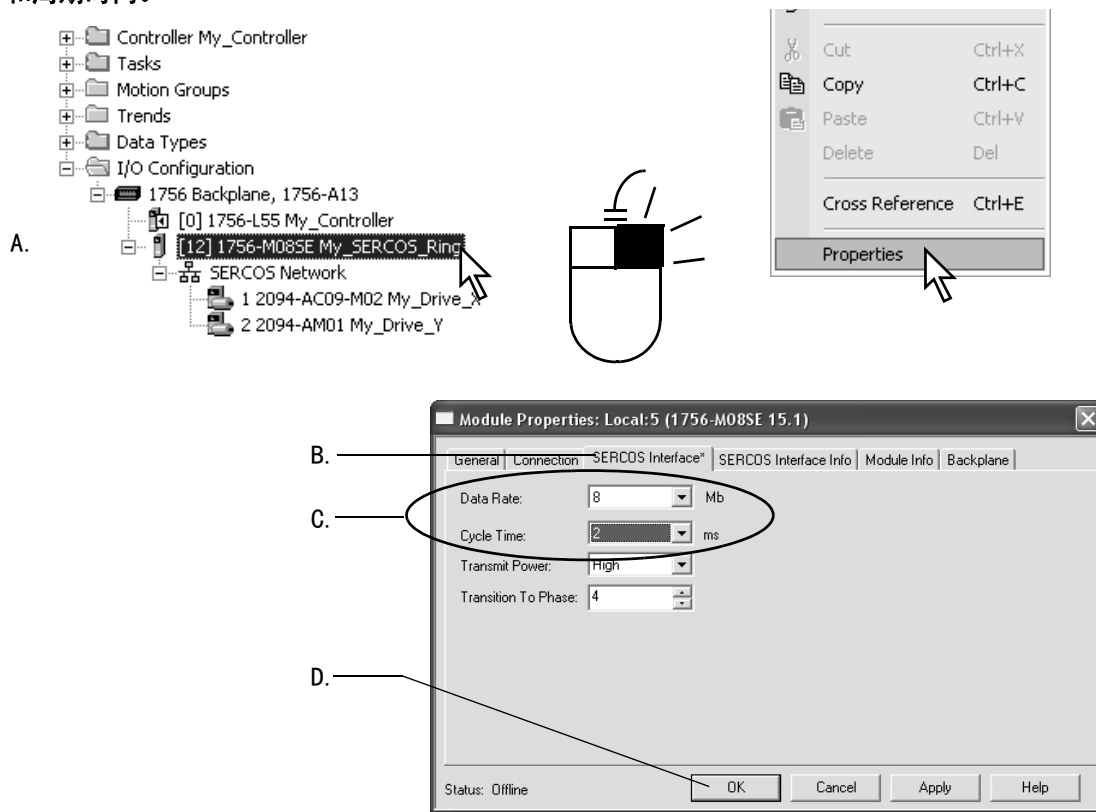 Controller My_Controller
Tasks
Motion Groups
Trends
Data Types
I/O Configuration
1756 Backplane, 1756-A13
[0] 1756-L55 My_Controller
A.
[12] 1756-M08SE My_SERCOS_Ring
SERCOS Network
1 2094-AC09-M02 My_Drive_X
2 2094-AM01 My_Drive_Y
Cut Ctrl+X
Copy Ctrl+C
Paste Ctrl+V
Delete Del
Cross Reference Ctrl+E
Properties
Module Properties: Local:5 (1756-M08SE 15.1)
B.
General Connection SERCOS Interface* SERCOS Interface Info Module Info Backplane
C.
Data Rate: 8 Mb
Cycle Time: 2 ms
Transmit Power: High
Transition To Phase: 4
D.
Status: Offline OK Cancel Apply Help